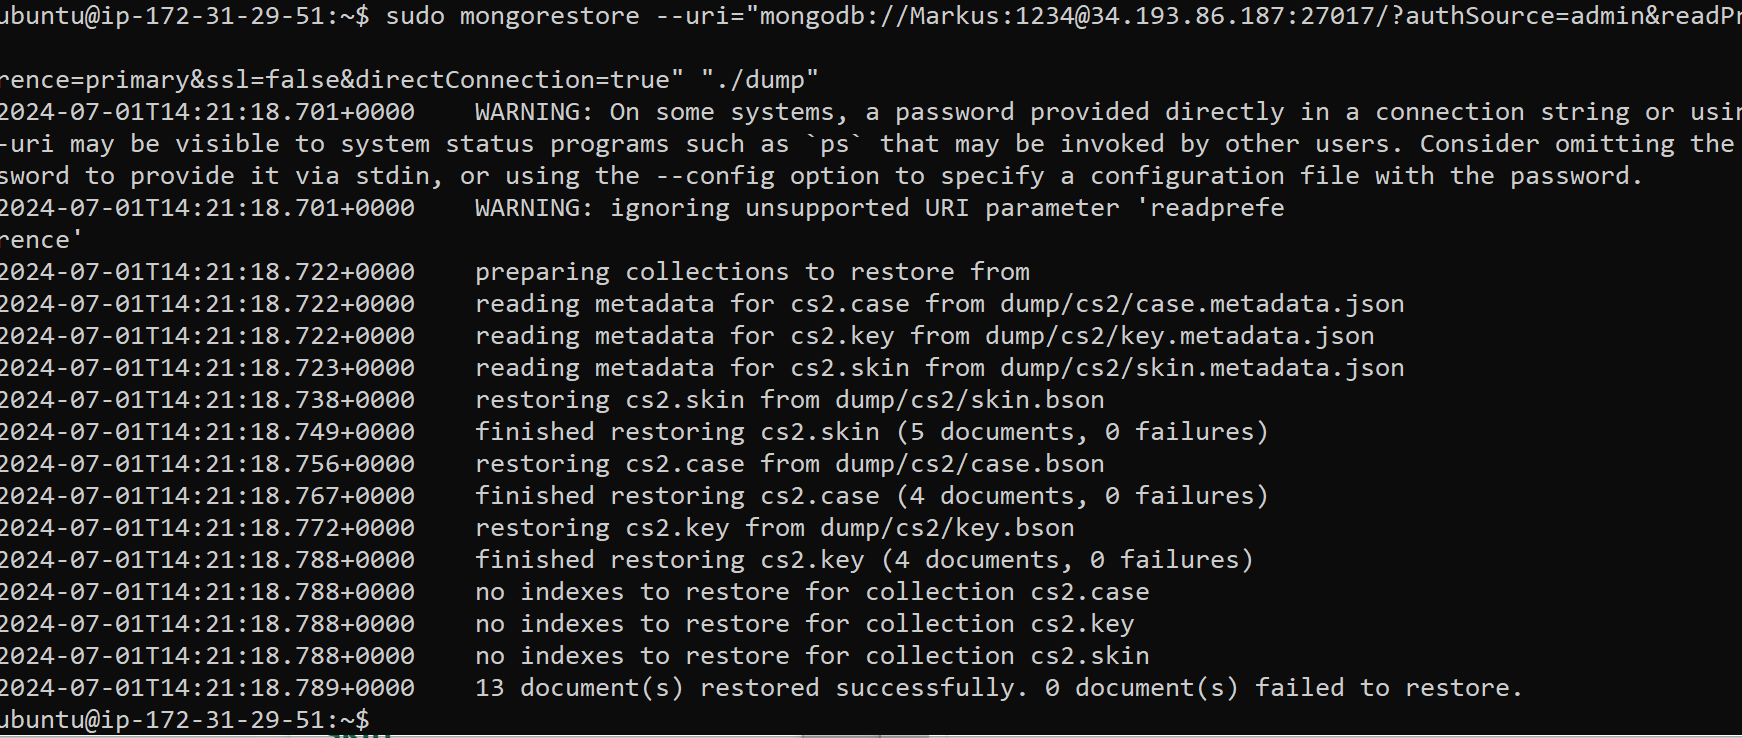 ubuntu@ip-172-31-29-51:~$ sudo mongorestore --uri="mongodb://Markus:1234@34.193.86.187:27017/?authSource=admin&readPr
rence=primary&ssl=false&directConnection=true" "./dump"
2024-07-01T14:21:18.701+0000    WARNING: On some systems, a password provided directly in a connection string or usin
-uri may be visible to system status programs such as `ps` that may be invoked by other users. Consider omitting the
sword to provide it via stdin, or using the --config option to specify a configuration file with the password.
2024-07-01T14:21:18.701+0000    WARNING: ignoring unsupported URI parameter 'readprefe
rence'
2024-07-01T14:21:18.722+0000    preparing collections to restore from
2024-07-01T14:21:18.722+0000    reading metadata for cs2.case from dump/cs2/case.metadata.json
2024-07-01T14:21:18.722+0000    reading metadata for cs2.key from dump/cs2/key.metadata.json
2024-07-01T14:21:18.723+0000    reading metadata for cs2.skin from dump/cs2/skin.metadata.json
2024-07-01T14:21:18.738+0000    restoring cs2.skin from dump/cs2/skin.bson
2024-07-01T14:21:18.749+0000    finished restoring cs2.skin (5 documents, 0 failures)
2024-07-01T14:21:18.756+0000    restoring cs2.case from dump/cs2/case.bson
2024-07-01T14:21:18.767+0000    finished restoring cs2.case (4 documents, 0 failures)
2024-07-01T14:21:18.772+0000    restoring cs2.key from dump/cs2/key.bson
2024-07-01T14:21:18.788+0000    finished restoring cs2.key (4 documents, 0 failures)
2024-07-01T14:21:18.788+0000    no indexes to restore for collection cs2.case
2024-07-01T14:21:18.788+0000    no indexes to restore for collection cs2.key
2024-07-01T14:21:18.788+0000    no indexes to restore for collection cs2.skin
2024-07-01T14:21:18.789+0000    13 document(s) restored successfully. 0 document(s) failed to restore.
ubuntu@ip-172-31-29-51:~$